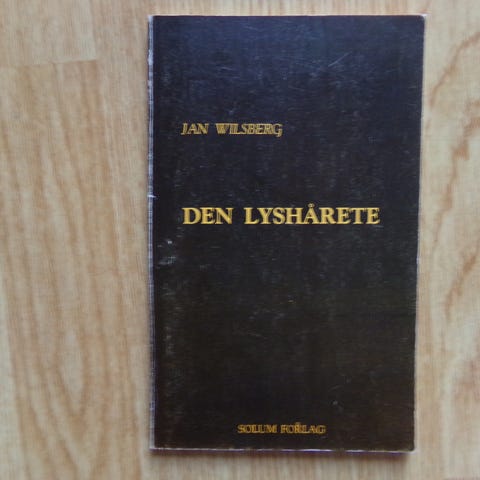 JAN WILSBERG
DEN LYSHÅRETE
SOLUM FORLAG